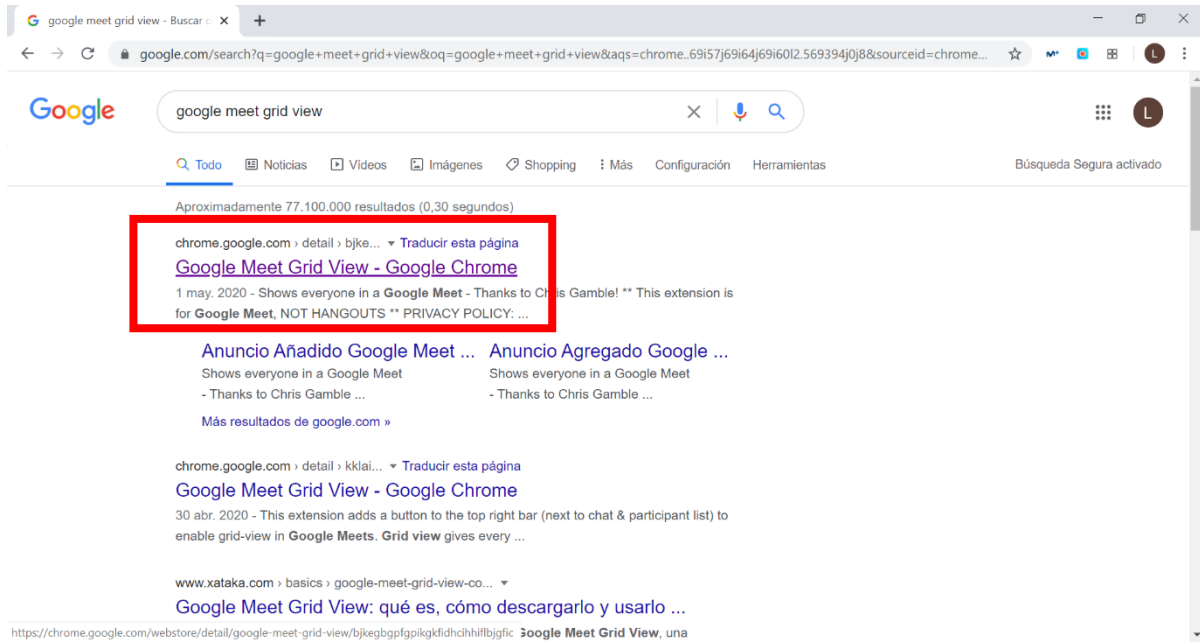 google meet grid view - Buscar c
google.com/search?q=google+meet+grid+view&oq=google+meet+grid+view&aqs=chrome..69i57j69i64j69i60l2.569394j0j8&sourceid=chrome...
L
Google
google meet grid view
L
Todo Noticias Vídeos Imágenes Shopping Más Configuración Herramientas Búsqueda Segura activado
Aproximadamente 77.100.000 resultados (0,30 segundos)
chrome.google.com › detail › bjke... Traducir esta página
Google Meet Grid View - Google Chrome
1 may. 2020 - Shows everyone in a Google Meet - Thanks to Chris Gamble! ** This extension is
for Google Meet, NOT HANGOUTS ** PRIVACY POLICY: ...
Anuncio Añadido Google Meet ... Anuncio Agregado Google ...
Shows everyone in a Google Meet Shows everyone in a Google Meet
- Thanks to Chris Gamble ... - Thanks to Chris Gamble ...
Más resultados de google.com »
chrome.google.com › detail › kklai... Traducir esta página
Google Meet Grid View - Google Chrome
30 abr. 2020 - This extension adds a button to the top right bar (next to chat & participant list) to
enable grid-view in Google Meets. Grid view gives every ...
www.xataka.com › basics › google-meet-grid-view-co...
Google Meet Grid View: qué es, cómo descargarlo y usarlo ...
https://chrome.google.com/webstore/detail/google-meet-grid-view/bjkegbgpfgpikgkfidhcihhiflbjgfic Google Meet Grid View, una